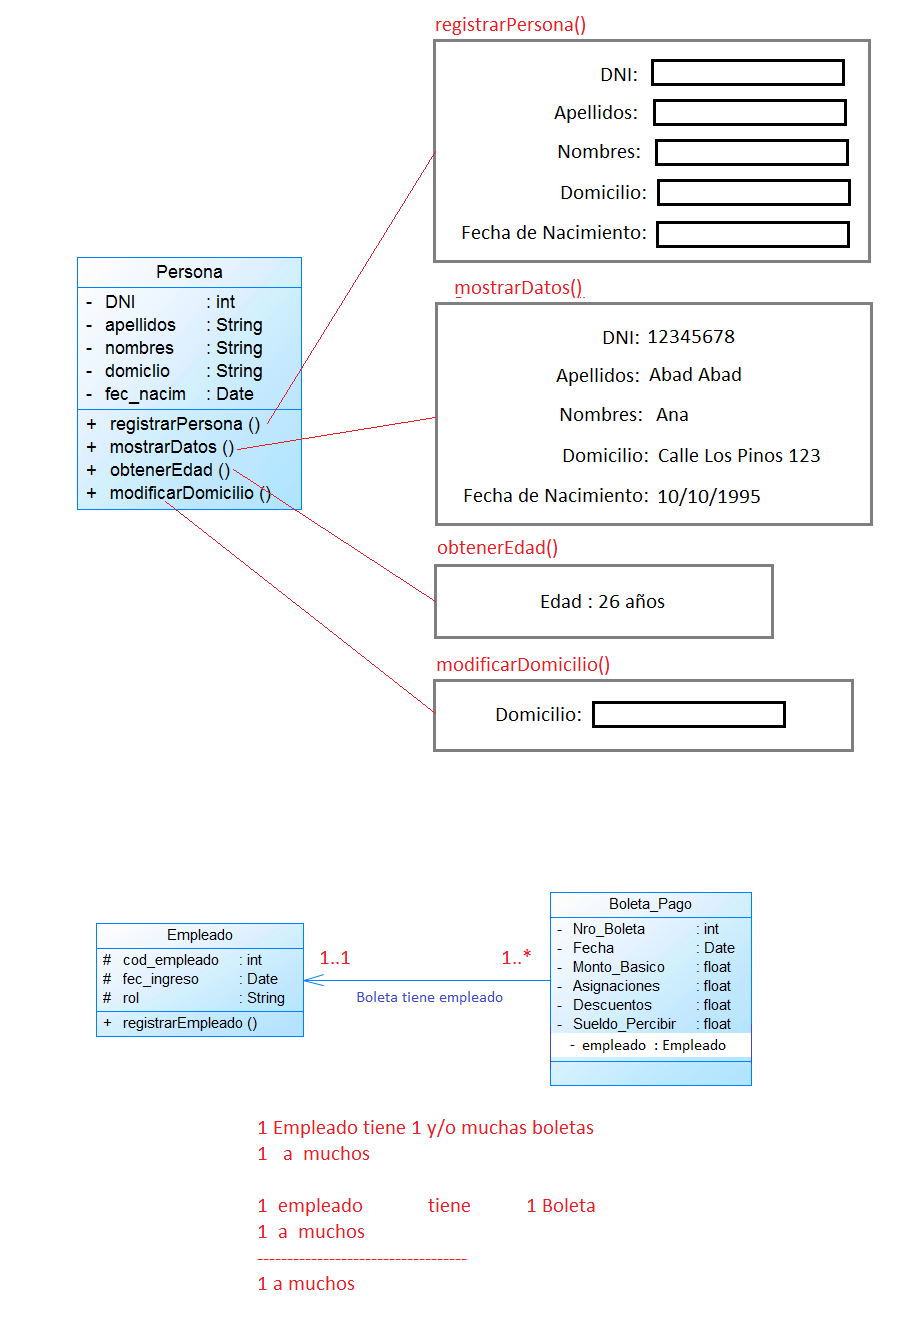 registrarPersona()
DNI:
Apellidos:
Nombres:
Domicilio:
Fecha de Nacimiento:
Persona
- DNI : int
- apellidos : String
- nombres : String
- domiclio : String
- fec_nacim : Date
+ registrarPersona ()
+ mostrarDatos ()
+ obtenerEdad ()
+ modificarDomicilio ()
mostrarDatos()
DNI: 12345678
Apellidos: Abad Abad
Nombres: Ana
Domicilio: Calle Los Pinos 123
Fecha de Nacimiento: 10/10/1995
obtenerEdad()
Edad : 26 años
modificarDomicilio()
Domicilio:
Empleado
# cod_empleado : int
# fec_ingreso : Date
# rol : String
+ registrarEmpleado ()
1..1
1..*
Boleta tiene empleado
Boleta_Pago
- Nro_Boleta : int
- Fecha : Date
- Monto_Basico : float
- Asignaciones : float
- Descuentos : float
- Sueldo_Percibir : float
- empleado : Empleado
1 Empleado tiene 1 y/o muchas boletas
1 a muchos
1 empleado tiene 1 Boleta
1 a muchos
-----------------------------------
1 a muchos